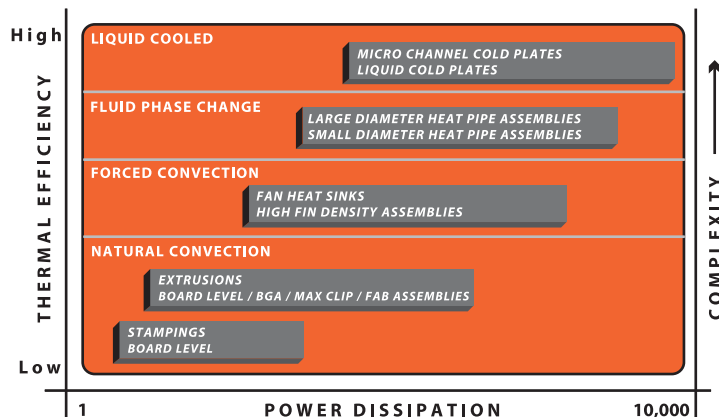 High
LIQUID COOLED
MICRO CHANNEL COLD PLATES
LIQUID COLD PLATES
FLUID PHASE CHANGE
LARGE DIAMETER HEAT PIPE ASSEMBLIES
SMALL DIAMETER HEAT PIPE ASSEMBLIES
FORCED CONVECTION
FAN HEAT SINKS
HIGH FIN DENSITY ASSEMBLIES
NATURAL CONVECTION
EXTRUSIONS
BOARD LEVEL / BGA / MAX CLIP / FAB ASSEMBLIES
STAMPINGS
BOARD LEVEL
Low
THERMAL EFFICIENCY
COMPLEXITY
1 POWER DISSIPATION 10,000